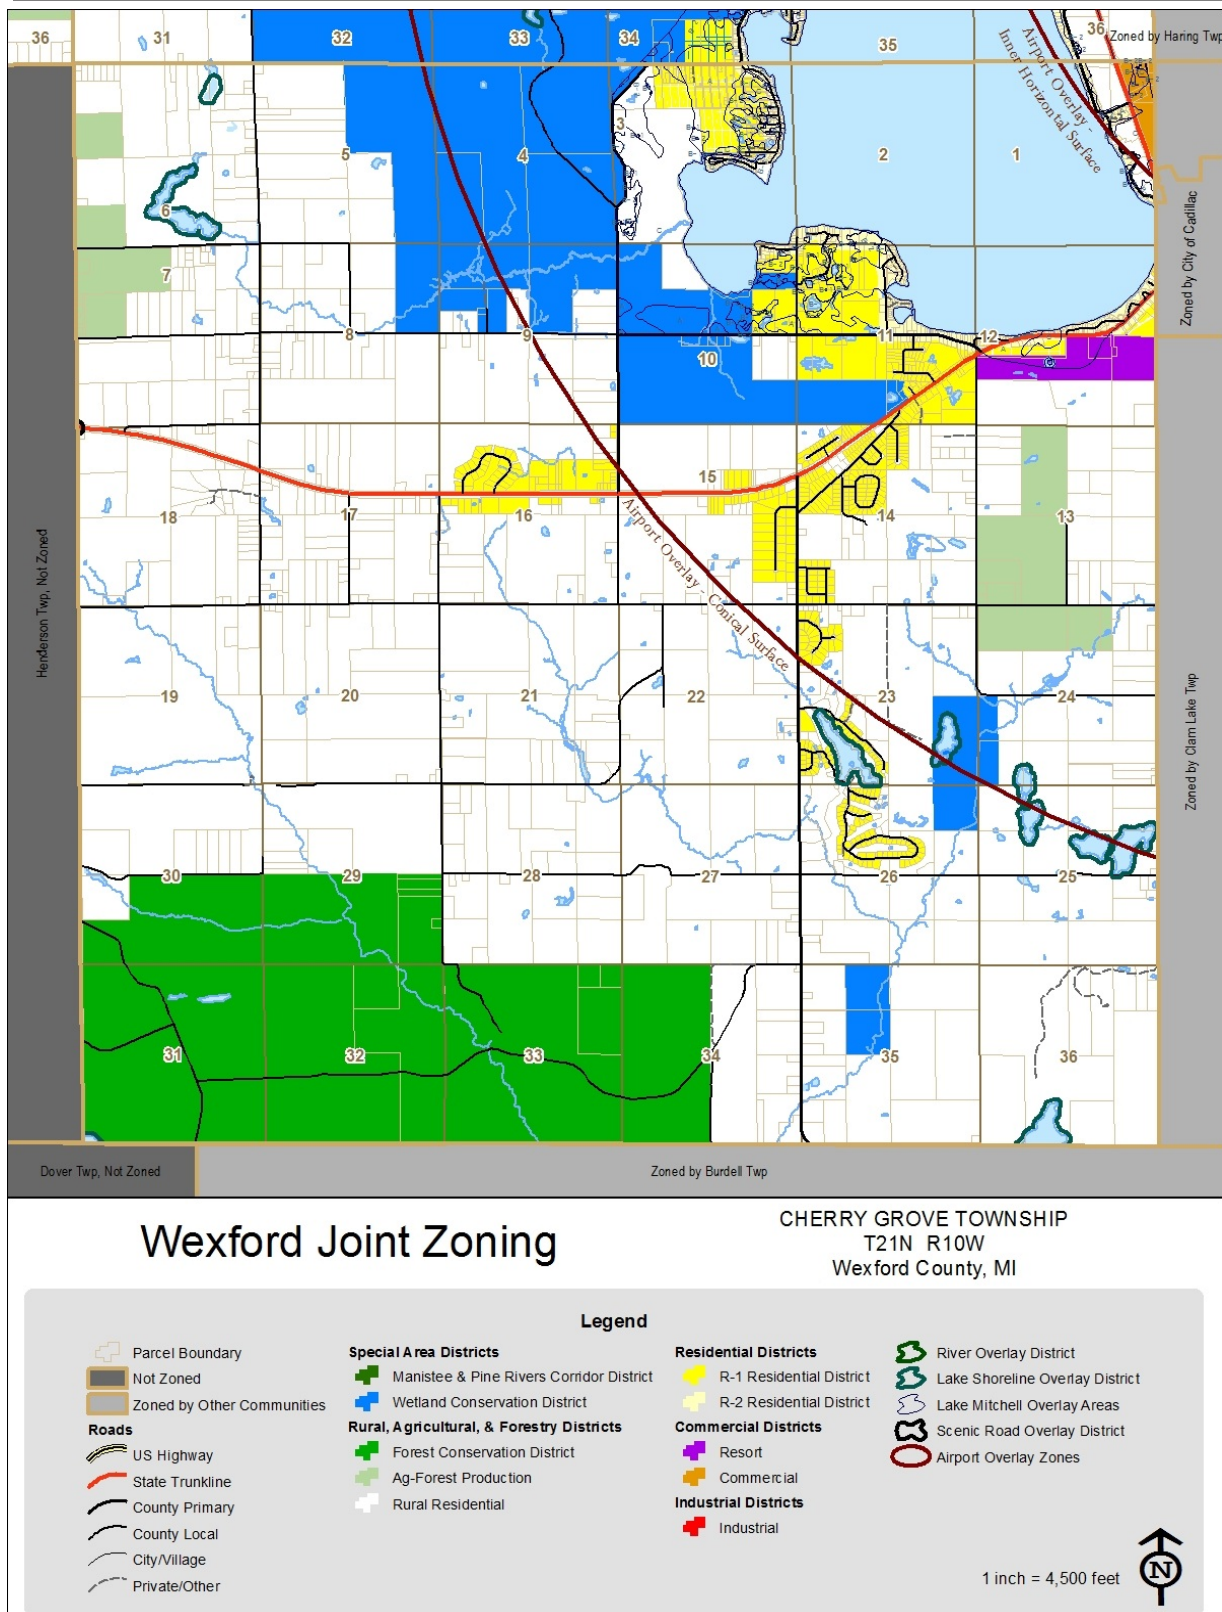 36
31
32
33
34
35
36
Zoned by Haring Twp
Airport Overlay -
Inner Horizontal Surface
3
5
4
2
1
6
7
Zoned by City of Cadillac
8
9
10
11
12
15
18
17
16
14
13
Henderson Twp, Not Zoned
Airport Overlay - Conical Surface
19
20
21
22
23
24
Zoned by Clam Lake Twp
30
29
28
27
26
25
31
32
33
34
35
36
Dover Twp, Not Zoned
Zoned by Burdell Twp
Wexford Joint Zoning
CHERRY GROVE TOWNSHIP
T21N R10W
Wexford County, MI
Legend
Parcel Boundary
Not Zoned
Zoned by Other Communities
Roads
US Highway
State Trunkline
County Primary
County Local
City/Village
Private/Other
Special Area Districts
Manistee & Pine Rivers Corridor District
Wetland Conservation District
Rural, Agricultural, & Forestry Districts
Forest Conservation District
Ag-Forest Production
Rural Residential
Residential Districts
R-1 Residential District
R-2 Residential District
Commercial Districts
Resort
Commercial
Industrial Districts
Industrial
River Overlay District
Lake Shoreline Overlay District
Lake Mitchell Overlay Areas
Scenic Road Overlay District
Airport Overlay Zones
1 inch = 4,500 feet
N